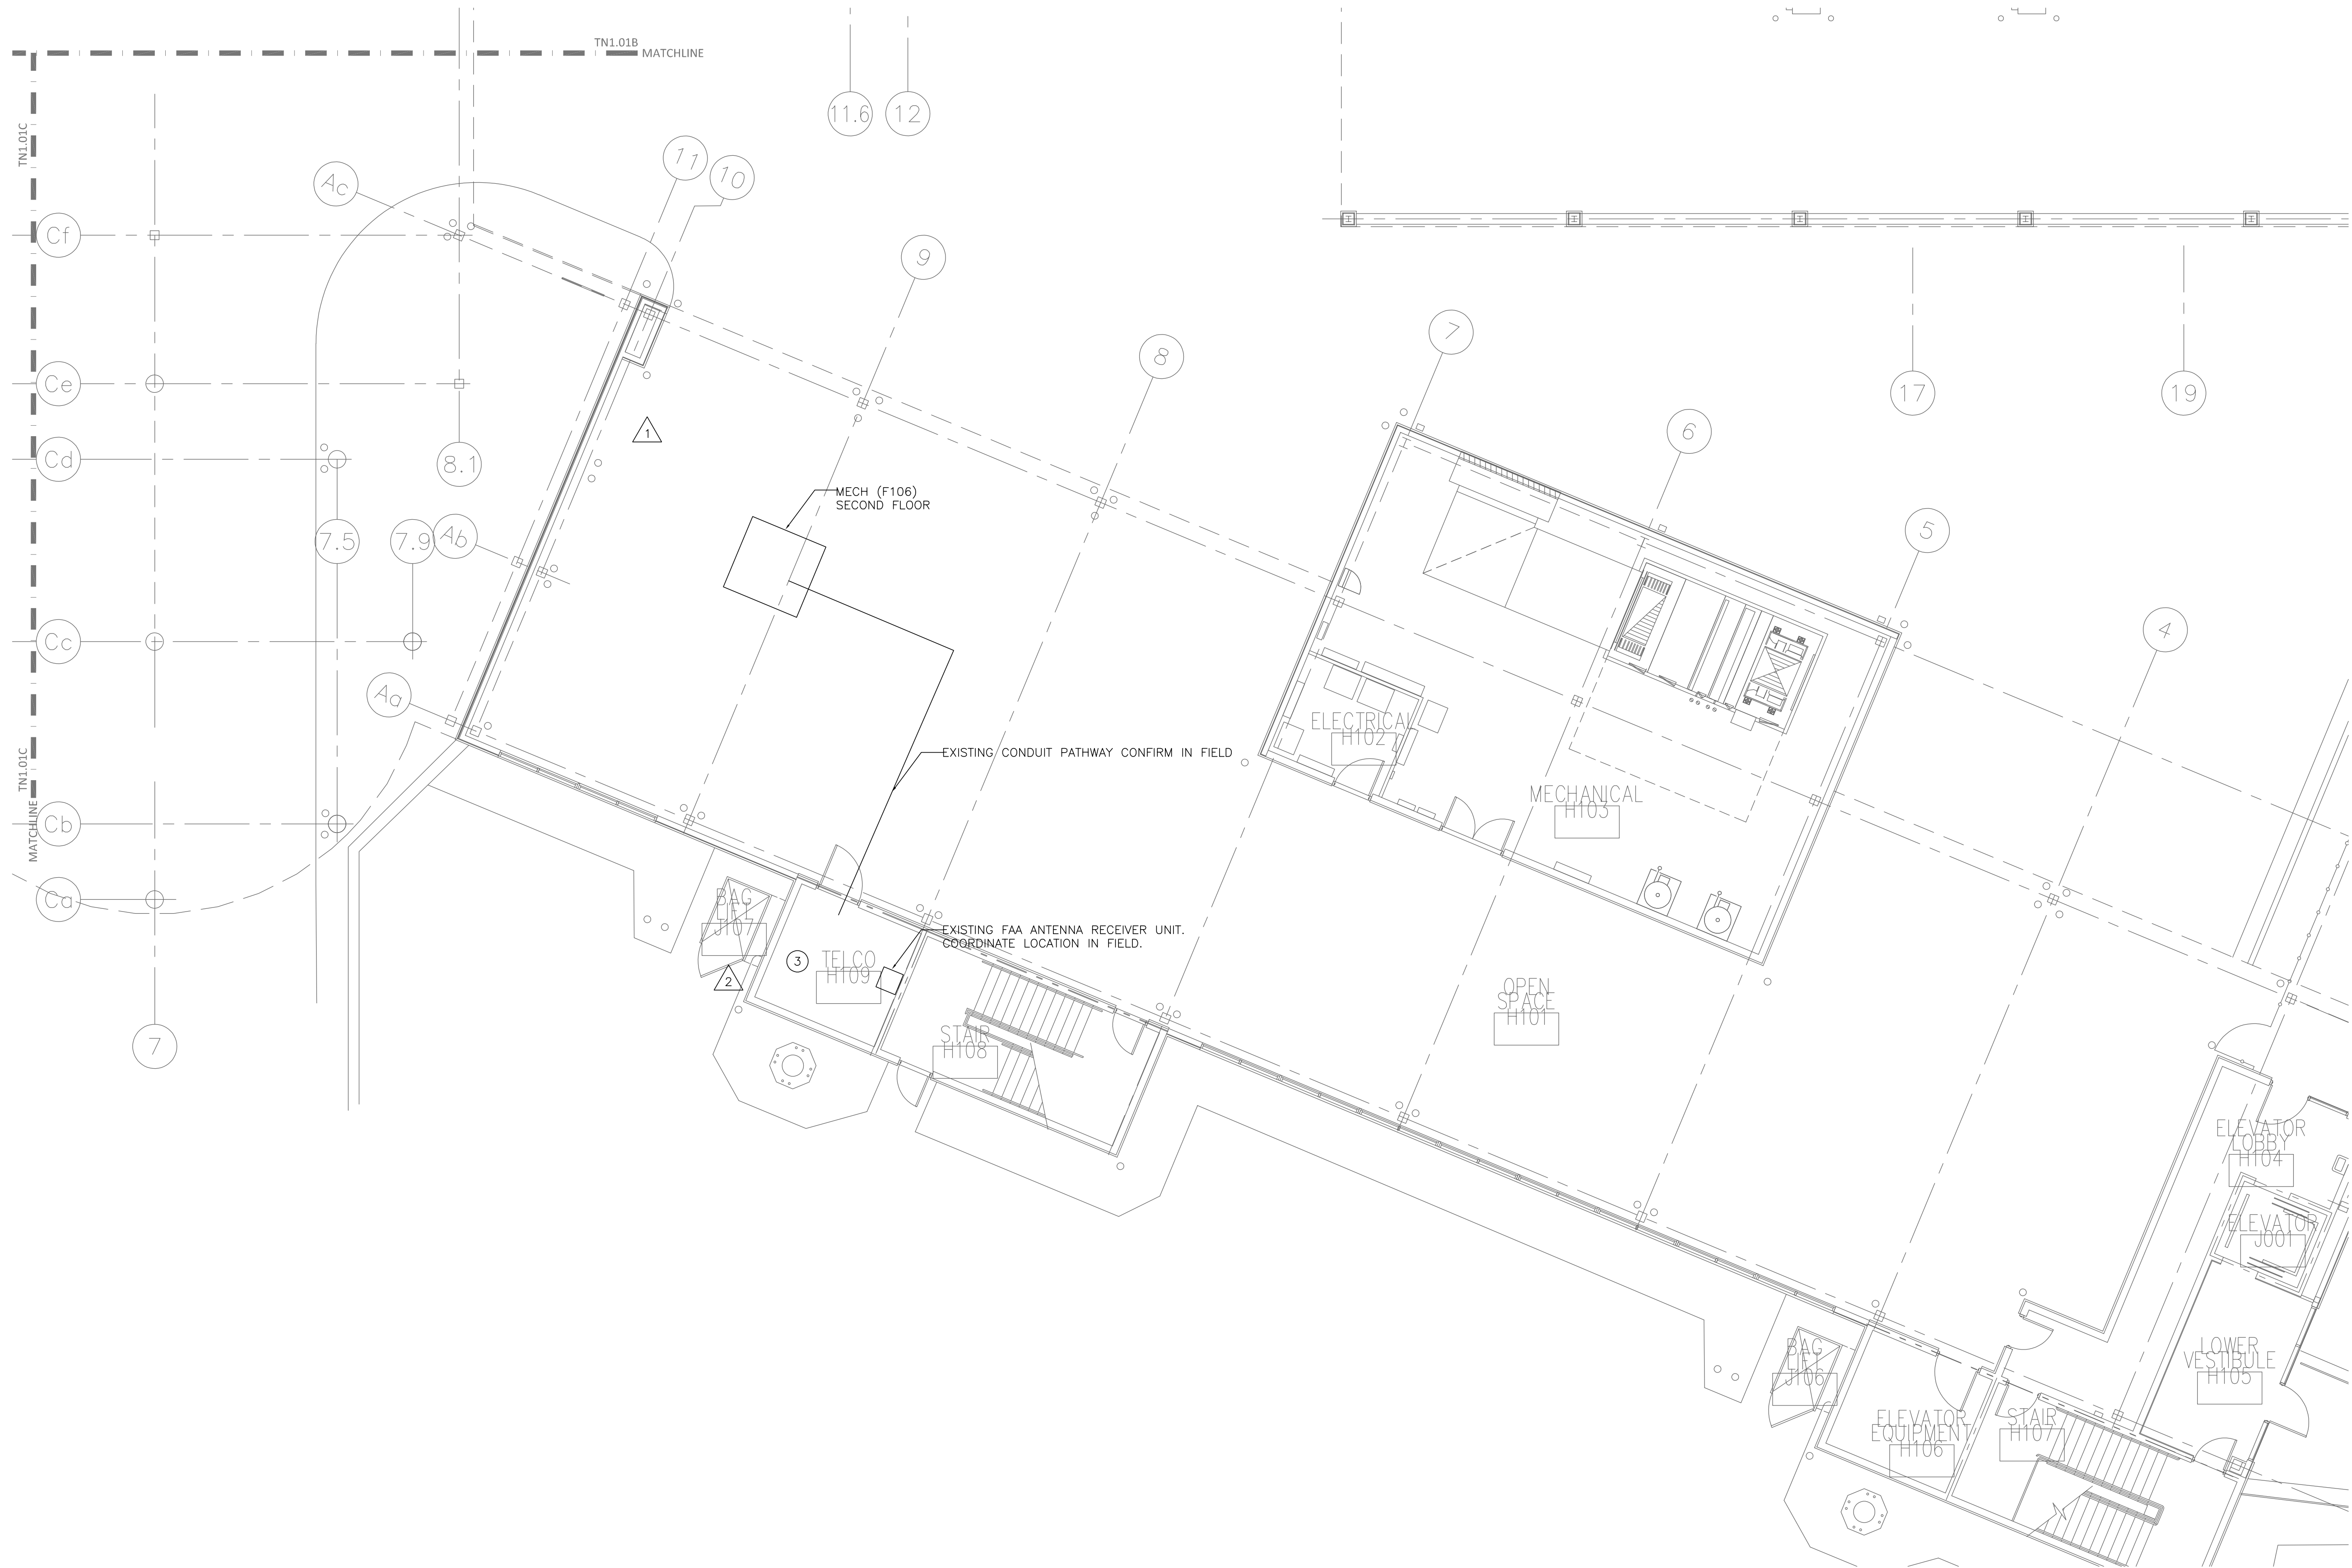 TN1.01B
MATCHLINE
TN1.01C
11.6
12
11
10
Ac
Cf
9
8
7
6
5
4
17
19
Ce
Cd
8.1
1
MECH (F106)
SECOND FLOOR
7.5
7.9
Ab
Cc
Aa
ELECTRICAL
H102
EXISTING CONDUIT PATHWAY CONFIRM IN FIELD
MECHANICAL
H103
TN1.01C
MATCHLINE
Cb
Ca
BAG
LIFT
J107
EXISTING FAA ANTENNA RECEIVER UNIT.
COORDINATE LOCATION IN FIELD.
3
TELCO
H109
2
OPEN
SPACE
H101
STAIR
H108
7
ELEVATOR
LOBBY
H104
ELEVATOR
J001
LOWER
VESTIBULE
H105
BAG
LIFT
J106
ELEVATOR
EQUIPMENT
H106
STAIR
H107